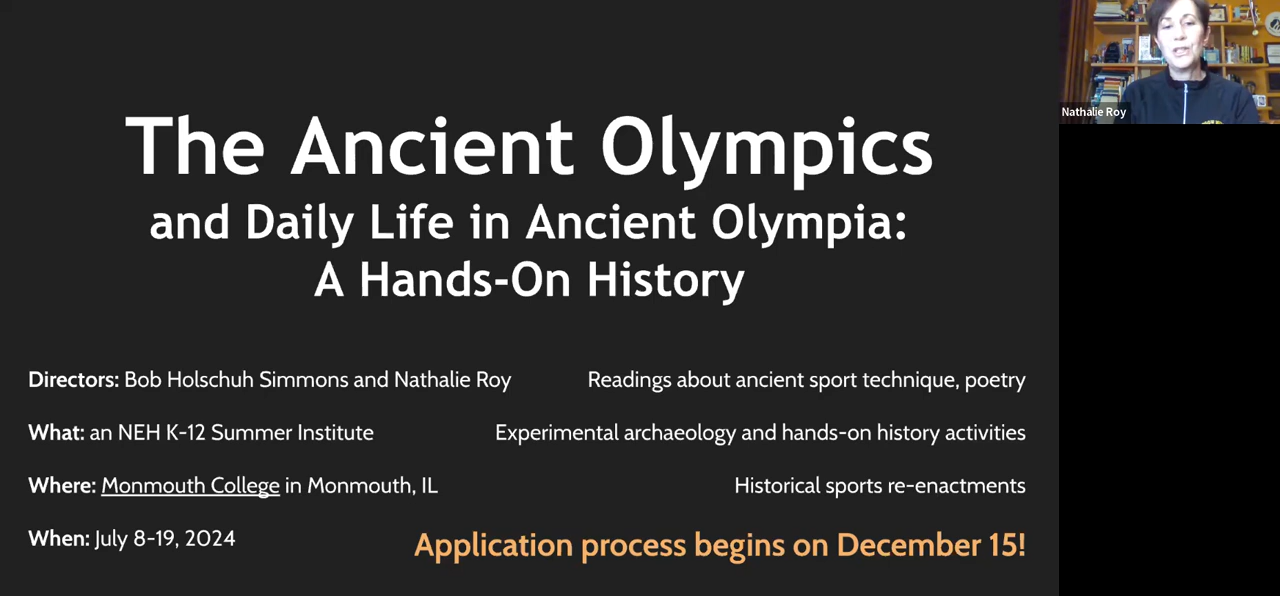 The Ancient Olympics
and Daily Life in Ancient Olympia:
A Hands-On History
Directors: Bob Holschuh Simmons and Nathalie Roy
What: an NEH K-12 Summer Institute
Where: Monmouth College in Monmouth, IL
When: July 8-19, 2024
Readings about ancient sport technique, poetry
Experimental archaeology and hands-on history activities
Historical sports re-enactments
Application process begins on December 15!
Nathalie Roy